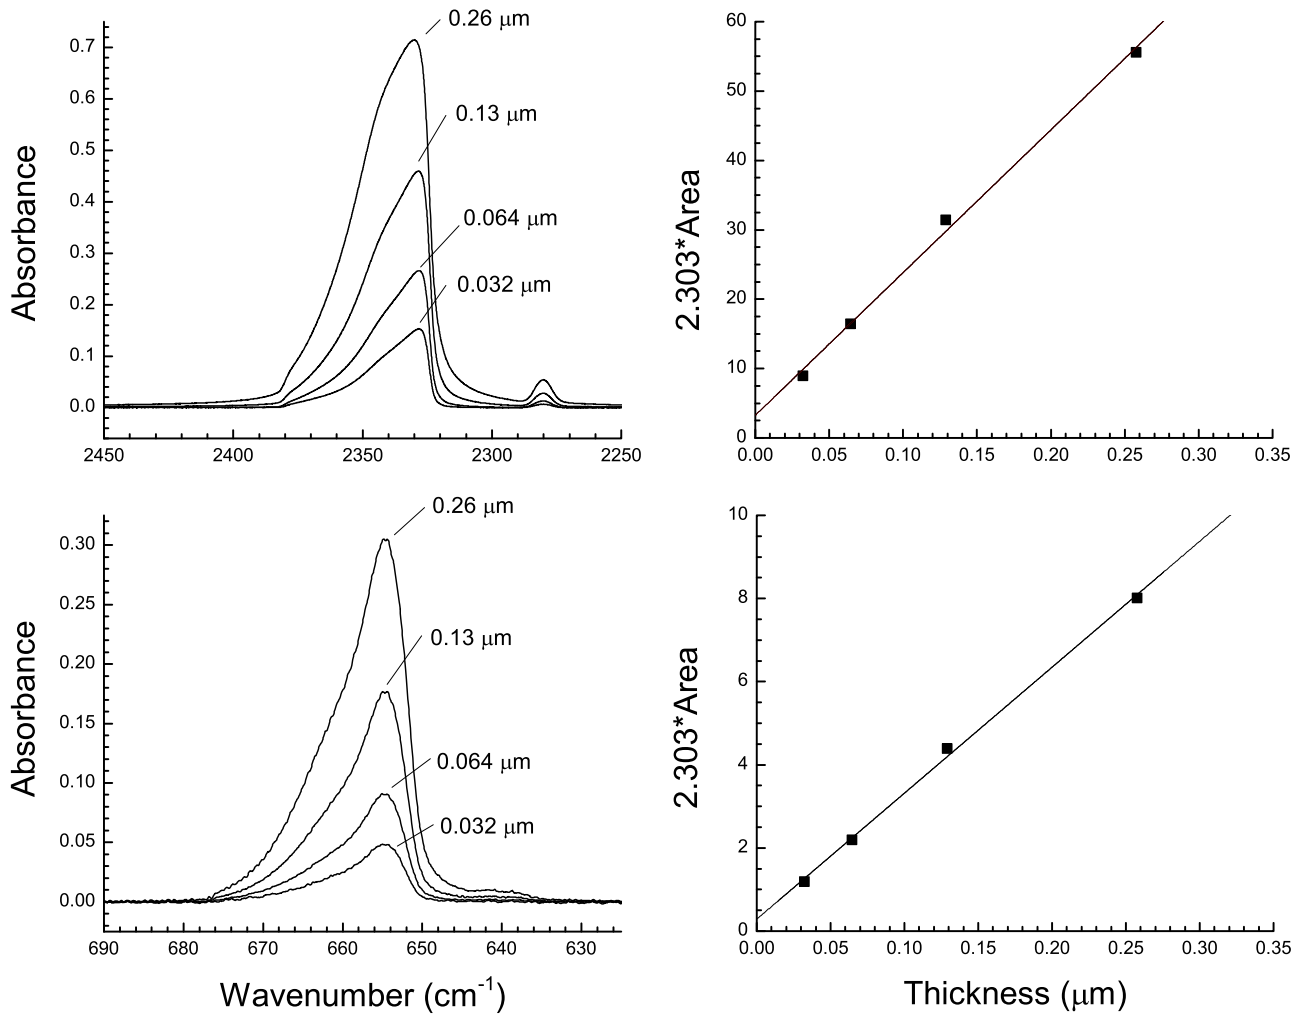 0.26 μm
0.13 μm
0.064 μm
0.032 μm
Absorbance
0.7
0.6
0.5
0.4
0.3
0.2
0.1
0.0
2450 2400 2350 2300 2250
2.303*Area
60
50
40
30
20
10
0
0.00 0.05 0.10 0.15 0.20 0.25 0.30 0.35
0.26 μm
0.13 μm
0.064 μm
0.032 μm
Absorbance
0.30
0.25
0.20
0.15
0.10
0.05
0.00
690 680 670 660 650 640 630
Wavenumber (cm⁻¹)
2.303*Area
10
8
6
4
2
0
0.00 0.05 0.10 0.15 0.20 0.25 0.30 0.35
Thickness (μm)